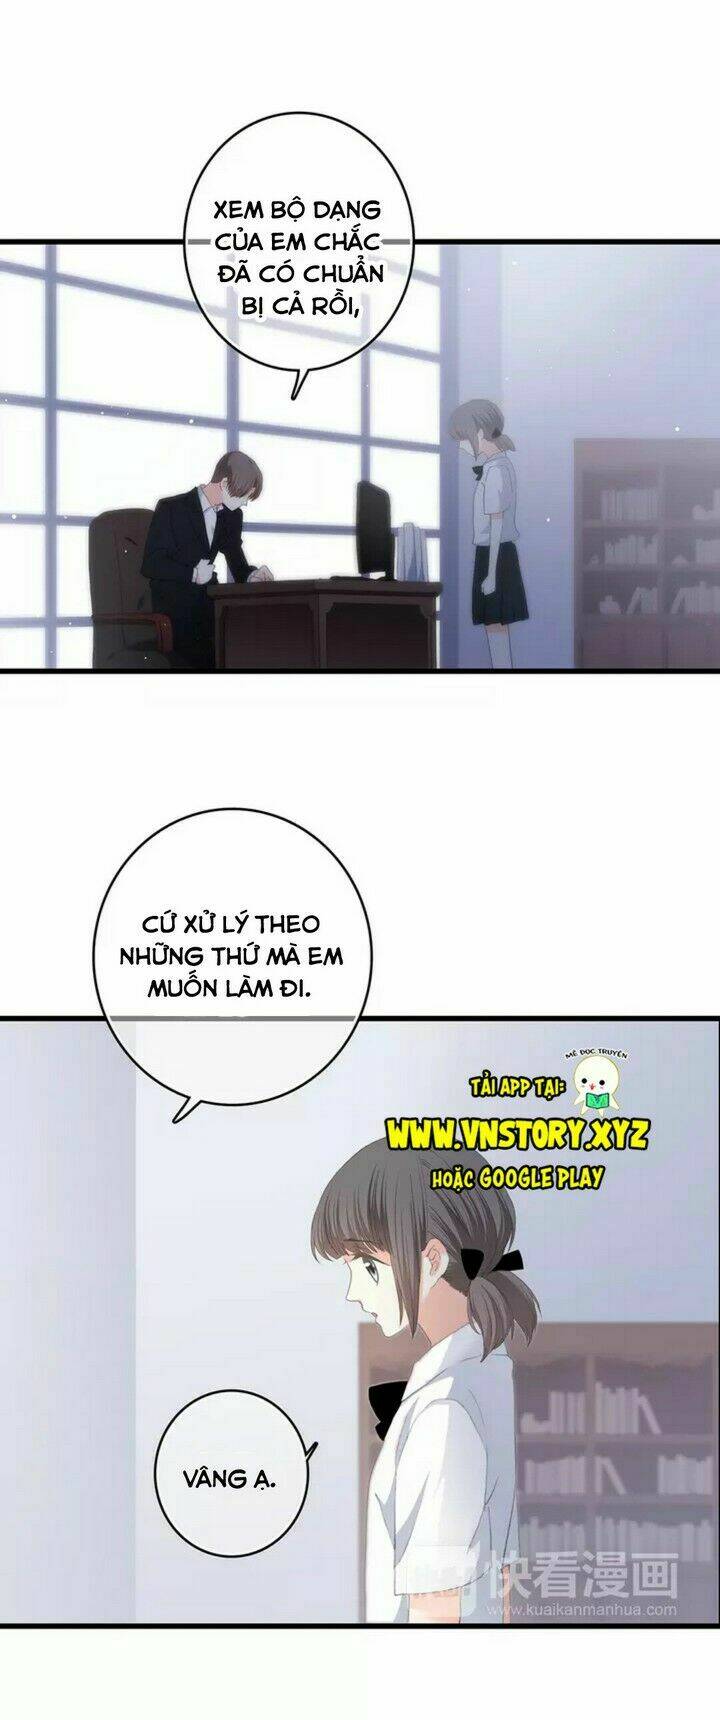 XEM BỘ DẠNG
CỦA EM CHẮC
ĐÃ CÓ CHUẨN
BỊ CẢ RỒI,
CỨ XỬ LÝ THEO
NHỮNG THỨ MÀ EM
MUỐN LÀM ĐI.
MÊ ĐỌC TRUYỆN
TẢI APP TẠI:
WWW.VNSTORY.XYZ
HOẶC GOOGLE PLAY
VÂNG Ạ.
快看漫画
www.kuaikanmanhua.com